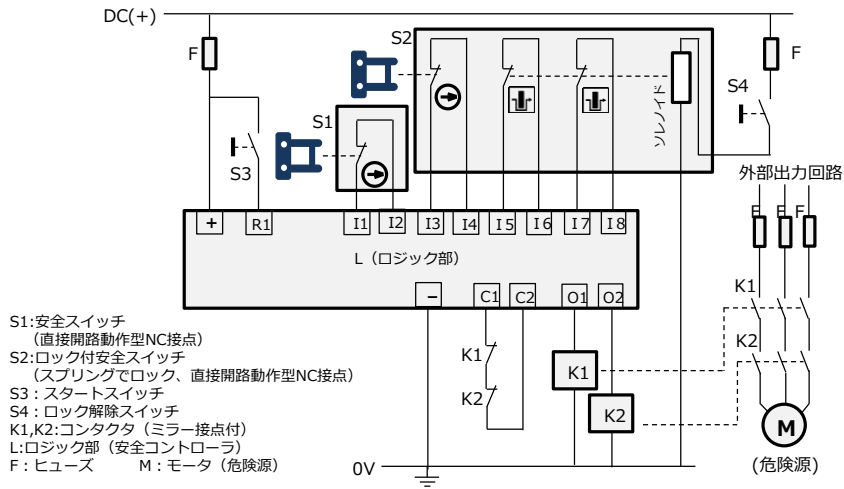 DC(+)
F
S2
F
S4
S1
ソレノイド
S3
外部出力回路
F F F
+ R1 I1 I2 I3 I4 I5 I6 I7 I8
L（ロジック部）
− C1 C2 O1 O2
K1
K2
K1
K2
K1
K2
M
(危険源)
0V
S1:安全スイッチ
（直接開路動作型NC接点）
S2:ロック付安全スイッチ
（スプリングでロック、直接開路動作型NC接点）
S3：スタートスイッチ
S4：ロック解除スイッチ
K1,K2:コンタクタ（ミラー接点付）
L:ロジック部（安全コントローラ）
F：ヒューズ M：モータ（危険源）